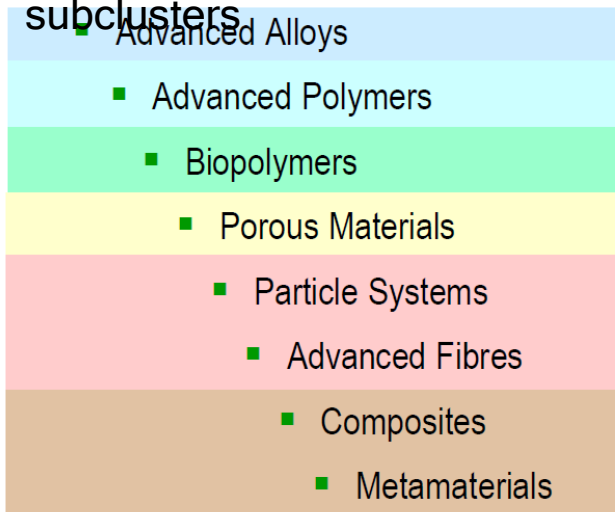 subclusters
Advanced Alloys
Advanced Polymers
Biopolymers
Porous Materials
Particle Systems
Advanced Fibres
Composites
Metamaterials